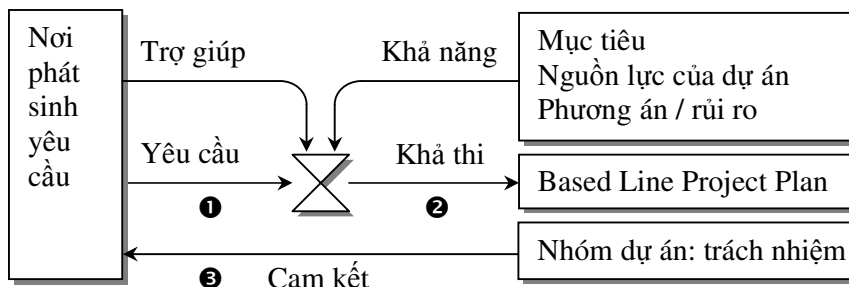 Nơi
phát
sinh
yêu
cầu
Trợ giúp
Khả năng
Mục tiêu
Nguồn lực của dự án
Phương án / rủi ro
Yêu cầu
❶
Khả thi
❷
Based Line Project Plan
Nhóm dự án: trách nhiệm
❸ Cam kết